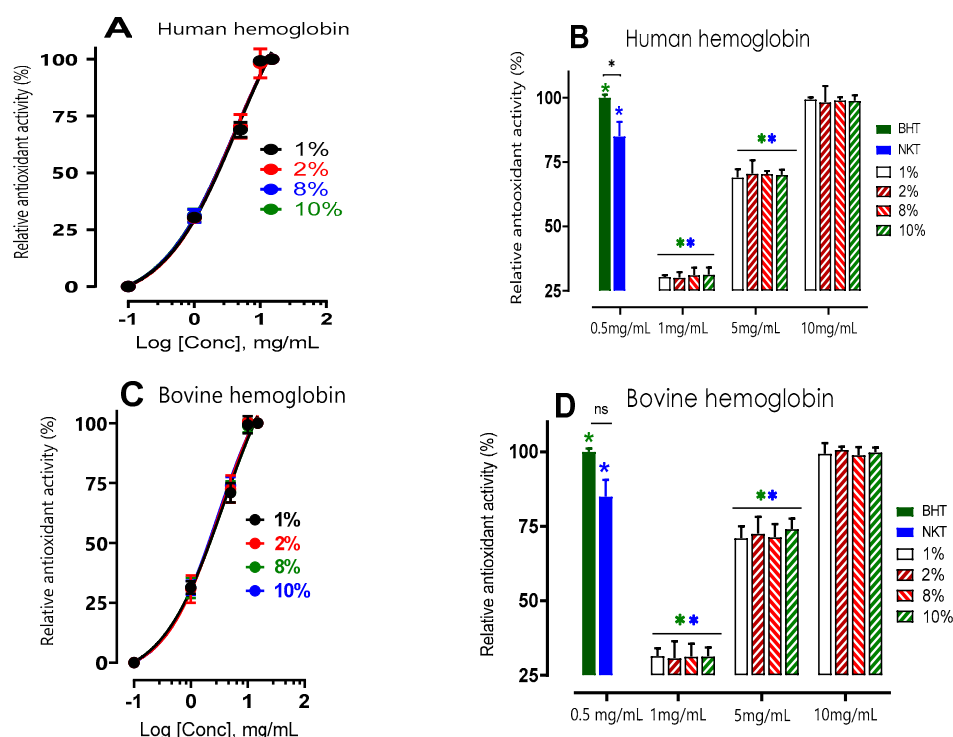 A Human hemoglobin
Relative antioxidant activity (%)
100
75
50
25
0
1%
2%
8%
10%
-1 0 1 2
Log [Conc], mg/mL
B Human hemoglobin
Relative antooxidant activity (%)
100
75
50
25
*
* *
**
**
BHT
NKT
1%
2%
8%
10%
0.5mg/mL 1mg/mL 5mg/mL 10mg/mL
C Bovine hemoglobin
Relative antioxidant activity (%)
100
75
50
25
0
1%
2%
8%
10%
-1 0 1 2
Log [Conc], mg/mL
D Bovine hemoglobin
Relative antioxidant activity (%)
100
75
50
25
ns
* *
**
**
BHT
NKT
1%
2%
8%
10%
0.5 mg/mL 1mg/mL 5mg/mL 10mg/mL